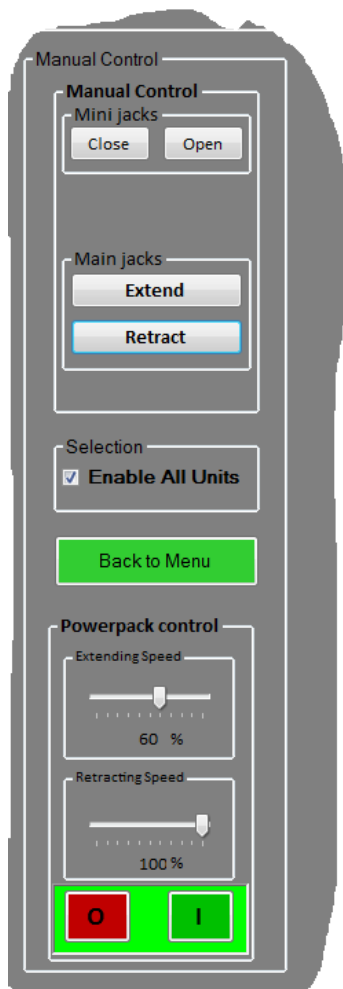 Manual Control
Manual Control
Mini jacks
Close Open
Main jacks
Extend
Retract
Selection
Enable All Units
Back to Menu
Powerpack control
Extending Speed
60 %
Retracting Speed
100 %
O I